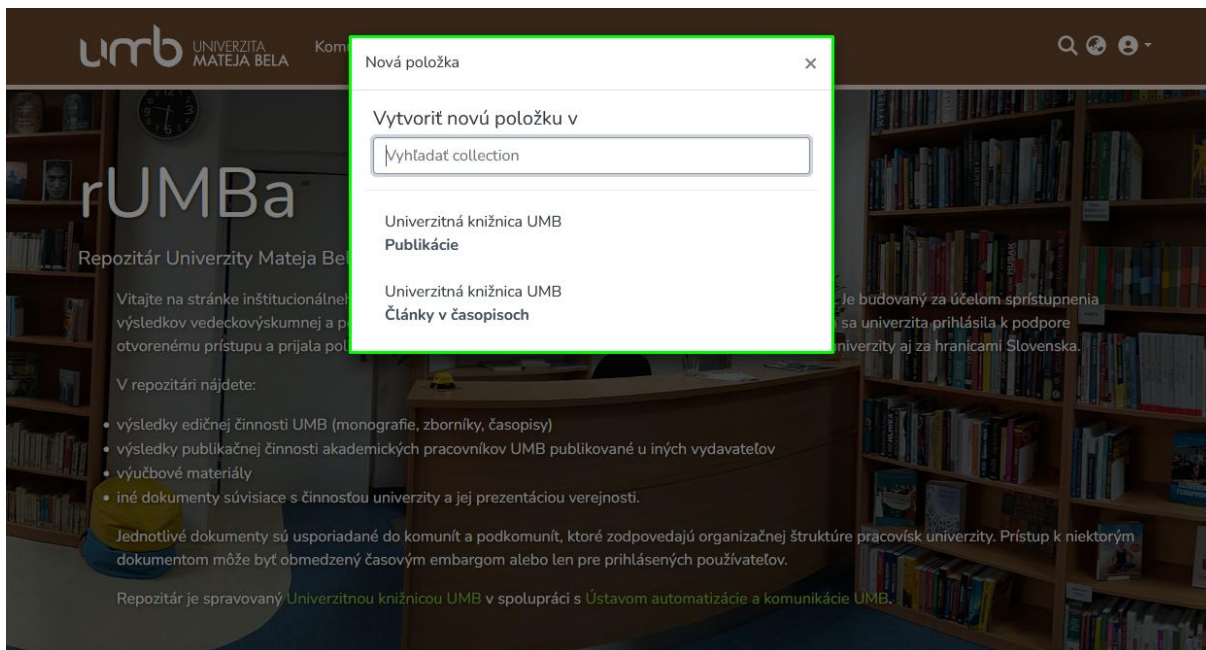 umb UNIVERZITA
MATEJA BELA
Kom
Nová položka ×
Vytvoriť novú položku v
Vyhľadať collection
Univerzitná knižnica UMB
Publikácie
Univerzitná knižnica UMB
Články v časopisoch
rUMBa
Repozitár Univerzity Mateja Bel
Vitajte na stránke inštitucionálneh Je budovaný za účelom sprístupnenia
výsledkov vedeckovýskumnej a p sa univerzita prihlásila k podpore
otvorenému prístupu a prijala pol niverzity aj za hranicami Slovenska.
V repozitári nájdete:
• výsledky edičnej činnosti UMB (monografie, zborníky, časopisy)
• výsledky publikačnej činnosti akademických pracovníkov UMB publikované u iných vydavateľov
• výučbové materiály
• iné dokumenty súvisiace s činnosťou univerzity a jej prezentáciou verejnosti.
Jednotlivé dokumenty sú usporiadané do komunít a podkomunít, ktoré zodpovedajú organizačnej štruktúre pracovísk univerzity. Prístup k niektorým
dokumentom môže byť obmedzený časovým embargom alebo len pre prihlásených používateľov.
Repozitár je spravovaný Univerzitnou knižnicou UMB v spolupráci s Ústavom automatizácie a komunikácie UMB.